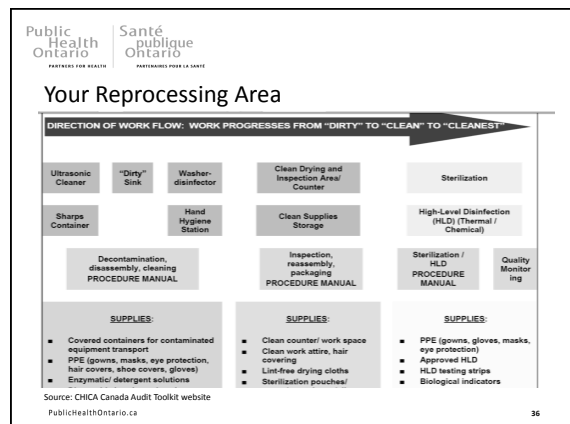 Public
Health
Ontario
PARTNERS FOR HEALTH
Santé
publique
Ontario
PARTENAIRES POUR LA SANTÉ
Your Reprocessing Area
DIRECTION OF WORK FLOW: WORK PROGRESSES FROM "DIRTY" TO "CLEAN" TO "CLEANEST"
Ultrasonic
Cleaner
"Dirty"
Sink
Washer-
disinfector
Clean Drying and
Inspection Area/
Counter
Sterilization
Sharps
Container
Hand
Hygiene
Station
Clean Supplies
Storage
High-Level Disinfection
(HLD) (Thermal /
Chemical)
Decontamination,
disassembly, cleaning
PROCEDURE MANUAL
Inspection,
reassembly,
packaging
PROCEDURE MANUAL
Sterilization /
HLD
PROCEDURE
MANUAL
Quality
Monitor
ing
SUPPLIES:
■ Covered containers for contaminated
equipment transport
■ PPE (gowns, masks, eye protection,
hair covers, shoe covers, gloves)
■ Enzymatic/ detergent solutions
SUPPLIES:
■ Clean counter/ work space
■ Clean work attire, hair
covering
■ Lint-free drying cloths
■ Sterilization pouches/
SUPPLIES:
■ PPE (gowns, gloves, masks,
eye protection)
■ Approved HLD
■ HLD testing strips
■ Biological indicators
Source: CHICA Canada Audit Toolkit website
PublicHealthOntario.ca
36